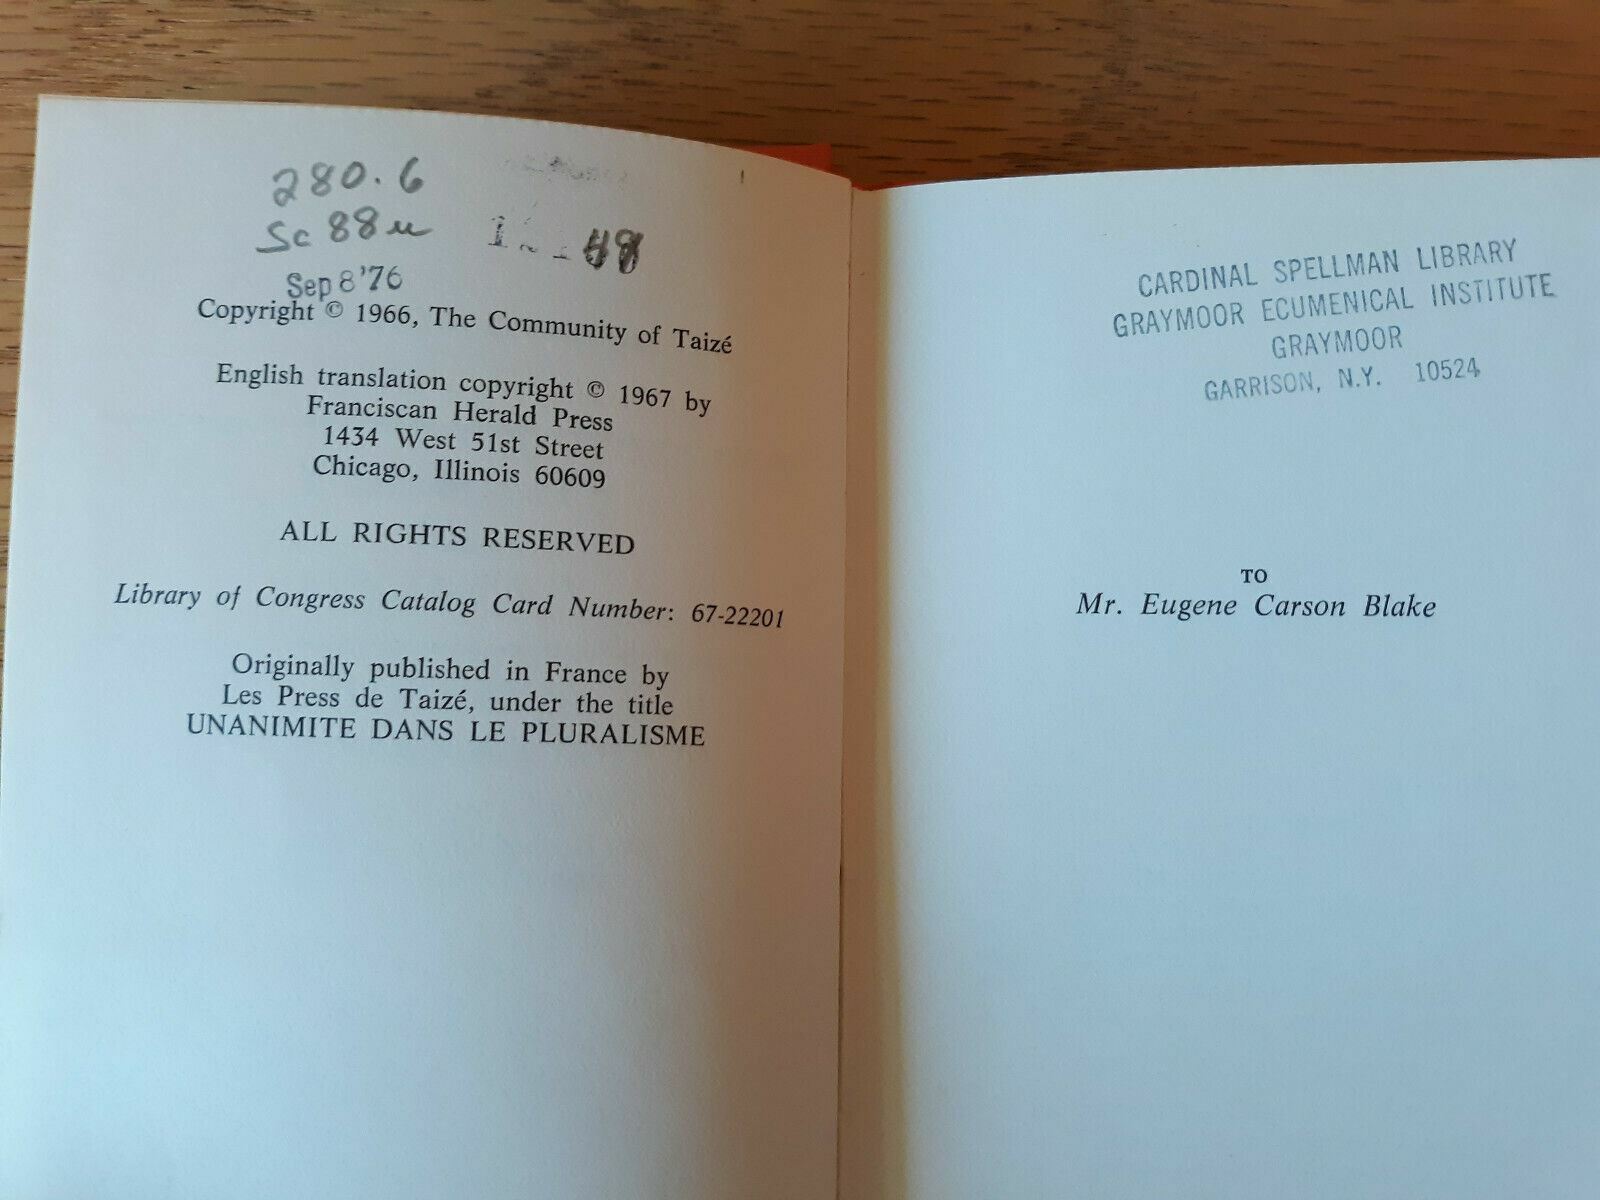 280.6
Sc 88u
Sep 8 '76
Copyright © 1966, The Community of Taizé
English translation copyright © 1967 by
Franciscan Herald Press
1434 West 51st Street
Chicago, Illinois 60609
ALL RIGHTS RESERVED
Library of Congress Catalog Card Number: 67-22201
Originally published in France by
Les Press de Taizé, under the title
UNANIMITE DANS LE PLURALISME
CARDINAL SPELLMAN LIBRARY
GRAYMOOR ECUMENICAL INSTITUTE
GRAYMOOR
GARRISON, N.Y. 10524
TO
Mr. Eugene Carson Blake